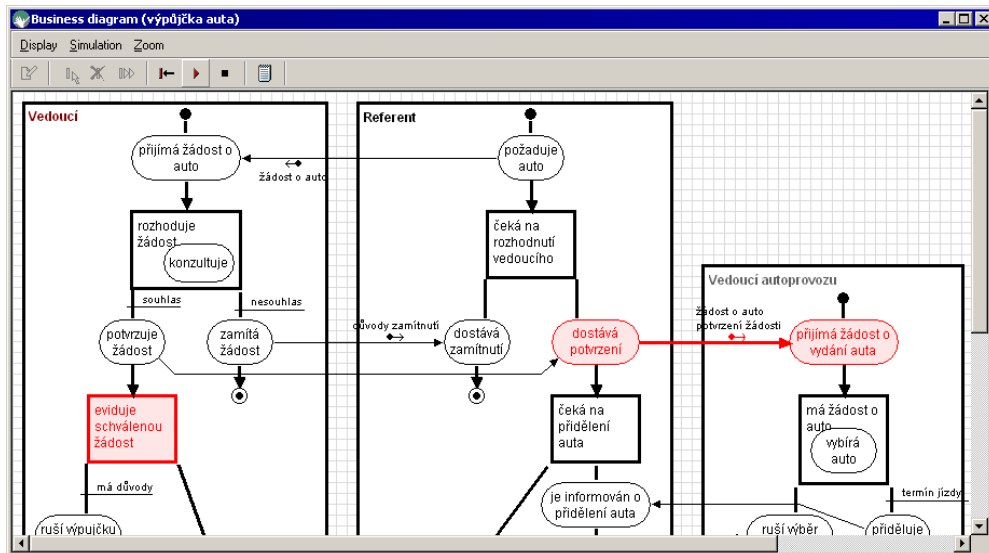 Business diagram (výpůjčka auta)
Display Simulation Zoom
Vedoucí
přijímá žádost o
auto
žádost o auto
rozhoduje
žádost
konzultuje
souhlas
nesouhlas
potvrzuje
žádost
zamítá
žádost
eviduje
schválenou
žádost
má důvody
ruší výpujčku
Referent
požaduje
auto
čeká na
rozhodnutí
vedoucího
důvody zamítnutí
dostává
zamítnutí
dostává
potvrzení
čeká na
přidělení
auta
je informován o
přidělení auta
Vedoucí autoprovozu
žádost o auto
potvrzení žádosti
přijímá žádost o
vydání auta
má žádost o
auto
vybírá
auto
termín jízdy
ruší výběr
přiděluje